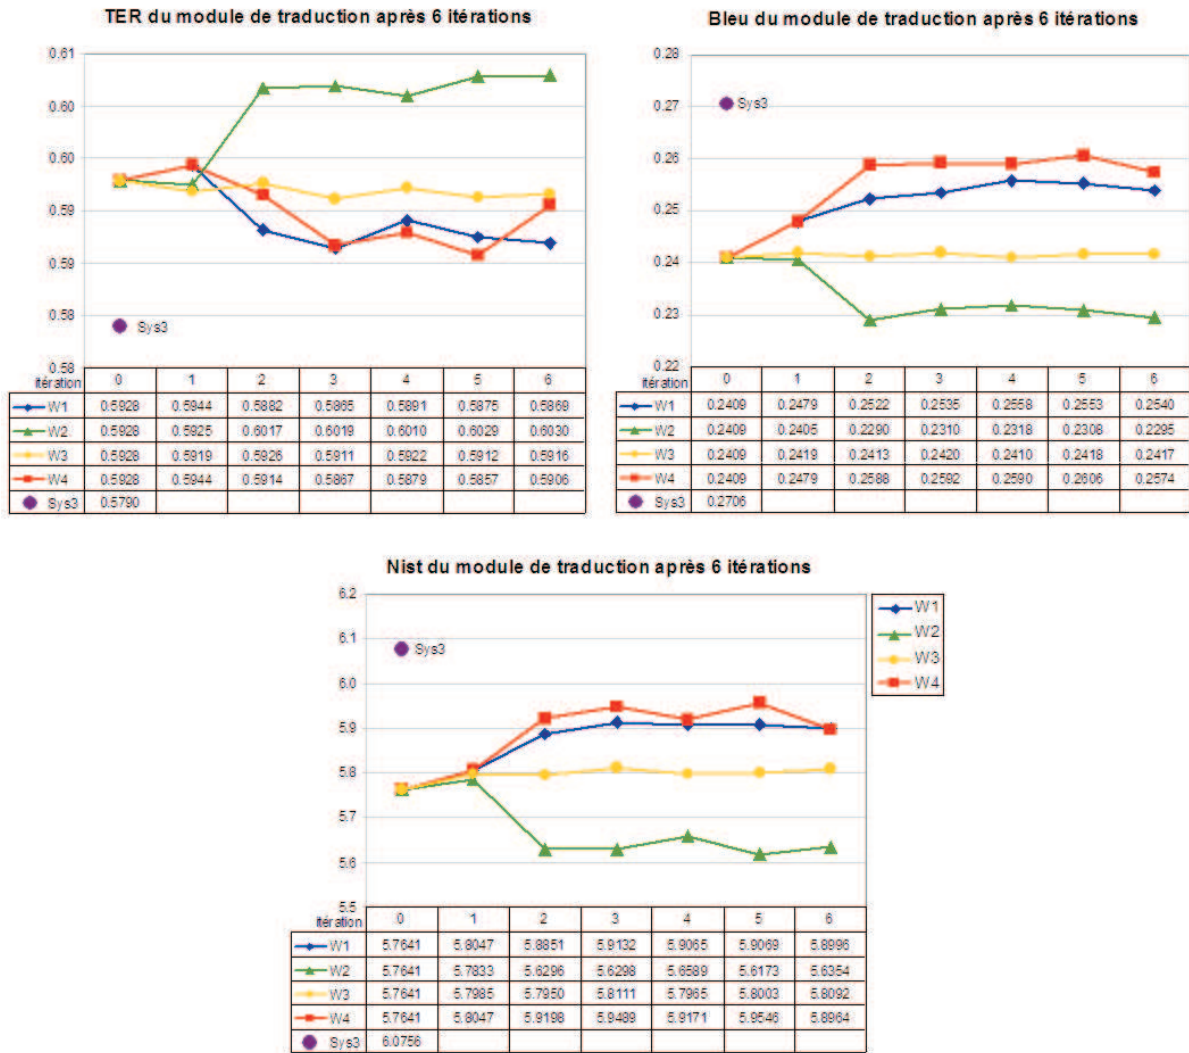 TER du module de traduction après 6 itérations
0.61
0.60
0.60
0.59
0.59
0.58
0.58
Sys3
itération 0 1 2 3 4 5 6
W1 0.5928 0.5944 0.5882 0.5865 0.5891 0.5875 0.5869
W2 0.5928 0.5925 0.6017 0.6019 0.6010 0.6029 0.6030
W3 0.5928 0.5919 0.5926 0.5911 0.5922 0.5912 0.5916
W4 0.5928 0.5944 0.5914 0.5867 0.5879 0.5857 0.5906
Sys3 0.5790
Bleu du module de traduction après 6 itérations
0.28
0.27
0.26
0.25
0.24
0.23
0.22
Sys3
itération 0 1 2 3 4 5 6
W1 0.2409 0.2479 0.2522 0.2535 0.2558 0.2553 0.2540
W2 0.2409 0.2405 0.2290 0.2310 0.2318 0.2308 0.2295
W3 0.2409 0.2419 0.2413 0.2420 0.2410 0.2418 0.2417
W4 0.2409 0.2479 0.2588 0.2592 0.2590 0.2606 0.2574
Sys3 0.2706
Nist du module de traduction après 6 itérations
6.2
6.1
6.0
5.9
5.8
5.7
5.6
5.5
Sys3
W1
W2
W3
W4
itération 0 1 2 3 4 5 6
W1 5.7641 5.8047 5.8851 5.9132 5.9065 5.9069 5.8996
W2 5.7641 5.7833 5.6296 5.6298 5.6589 5.6173 5.6354
W3 5.7641 5.7985 5.7950 5.8111 5.7965 5.8003 5.8092
W4 5.7641 5.8047 5.9198 5.9489 5.9171 5.9546 5.8964
Sys3 6.0756